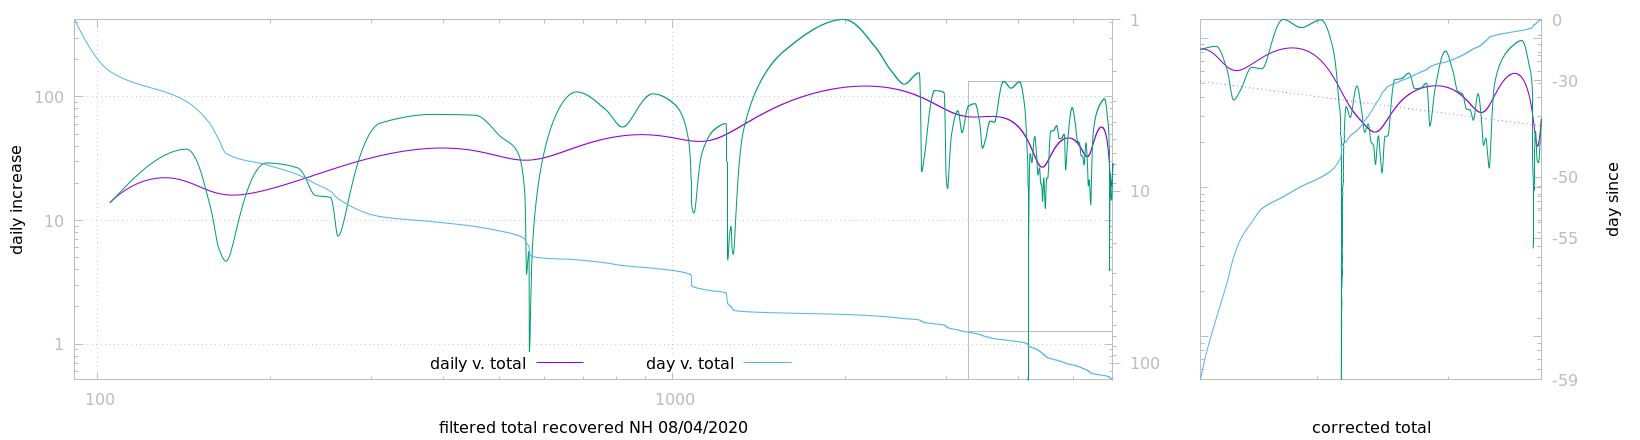 daily increase
100
10
1
100
1000
1
10
100
daily v. total
day v. total
filtered total recovered NH 08/04/2020
0
-30
-50
-55
-59
day since
corrected total